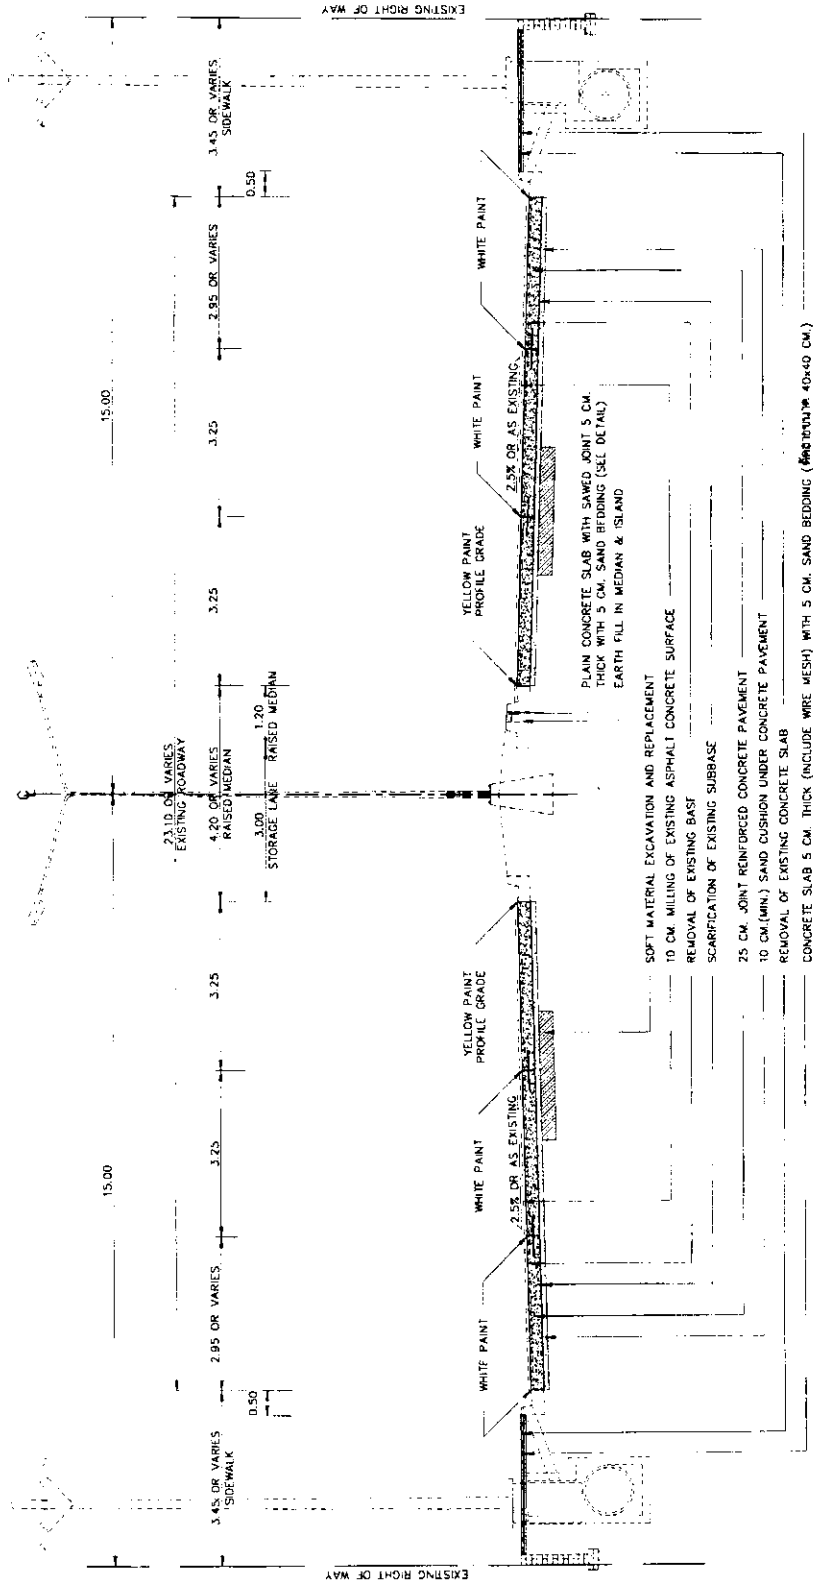 EXISTING RIGHT OF WAY
EXISTING RIGHT OF WAY
15.00
15.00
23.10 OR VARIES
EXISTING ROADWAY
3.45 OR VARIES
SIDEWALK
2.95 OR VARIES
3.25
3.25
4.20 OR VARIES
RAISED MEDIAN
3.25
3.25
2.95 OR VARIES
3.45 OR VARIES
SIDEWALK
0.50
3.00
STORAGE LANE
1.20
RAISED MEDIAN
0.50
WHITE PAINT
WHITE PAINT
YELLOW PAINT
PROFILE GRADE
YELLOW PAINT
PROFILE GRADE
WHITE PAINT
WHITE PAINT
2.5% OR AS EXISTING
2.5% OR AS EXISTING
PLAIN CONCRETE SLAB WITH SAWED JOINT 5 CM.
THICK WITH 5 CM. SAND BEDDING (SEE DETAIL)
EARTH FILL IN MEDIAN & ISLAND
SOFT MATERIAL EXCAVATION AND REPLACEMENT
10 CM. MILLING OF EXISTING ASPHALT CONCRETE SURFACE
REMOVAL OF EXISTING BASE
SCARIFICATION OF EXISTING SUBBASE
25 CM. JOINT REINFORCED CONCRETE PAVEMENT
10 CM.(MIN.) SAND CUSHION UNDER CONCRETE PAVEMENT
REMOVAL OF EXISTING CONCRETE SLAB
CONCRETE SLAB 5 CM. THICK (INCLUDE WIRE MESH) WITH 5 CM. SAND BEDDING ( 40x40 CM.)